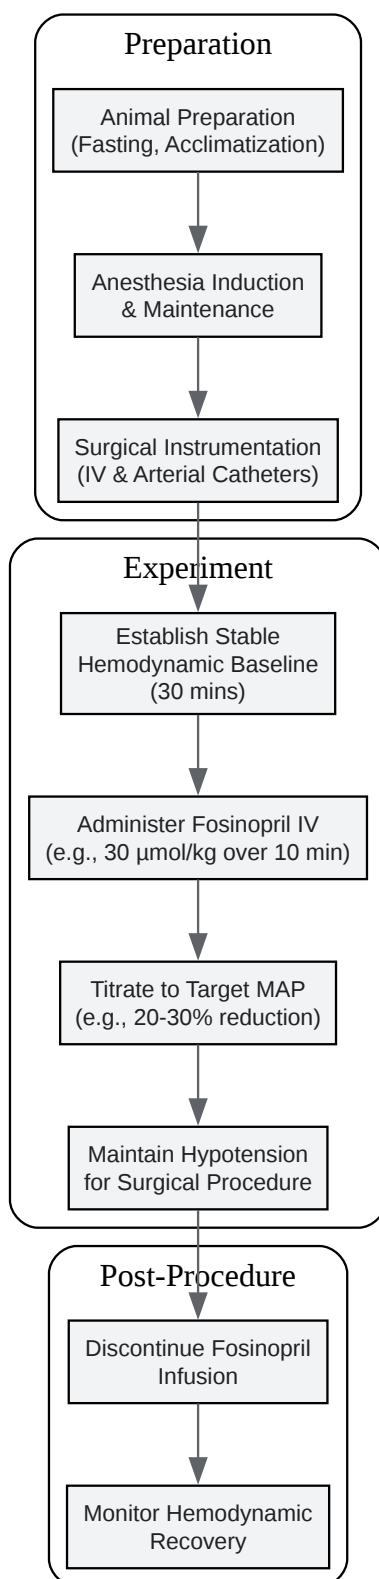 Preparation
Animal Preparation
(Fasting, Acclimatization)
Anesthesia Induction
& Maintenance
Surgical Instrumentation
(IV & Arterial Catheters)
Experiment
Establish Stable
Hemodynamic Baseline
(30 mins)
Administer Fosinopril IV
(e.g., 30 μmol/kg over 10 min)
Titrate to Target MAP
(e.g., 20-30% reduction)
Maintain Hypotension
for Surgical Procedure
Post-Procedure
Discontinue Fosinopril
Infusion
Monitor Hemodynamic
Recovery